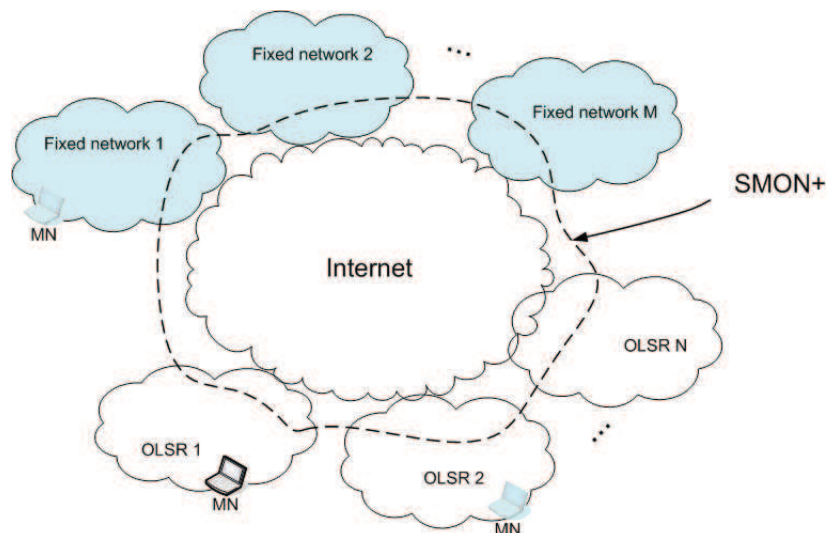 Fixed network 2
...
Fixed network M
Fixed network 1
SMON+
MN
Internet
OLSR N
...
OLSR 1
OLSR 2
MN
MN